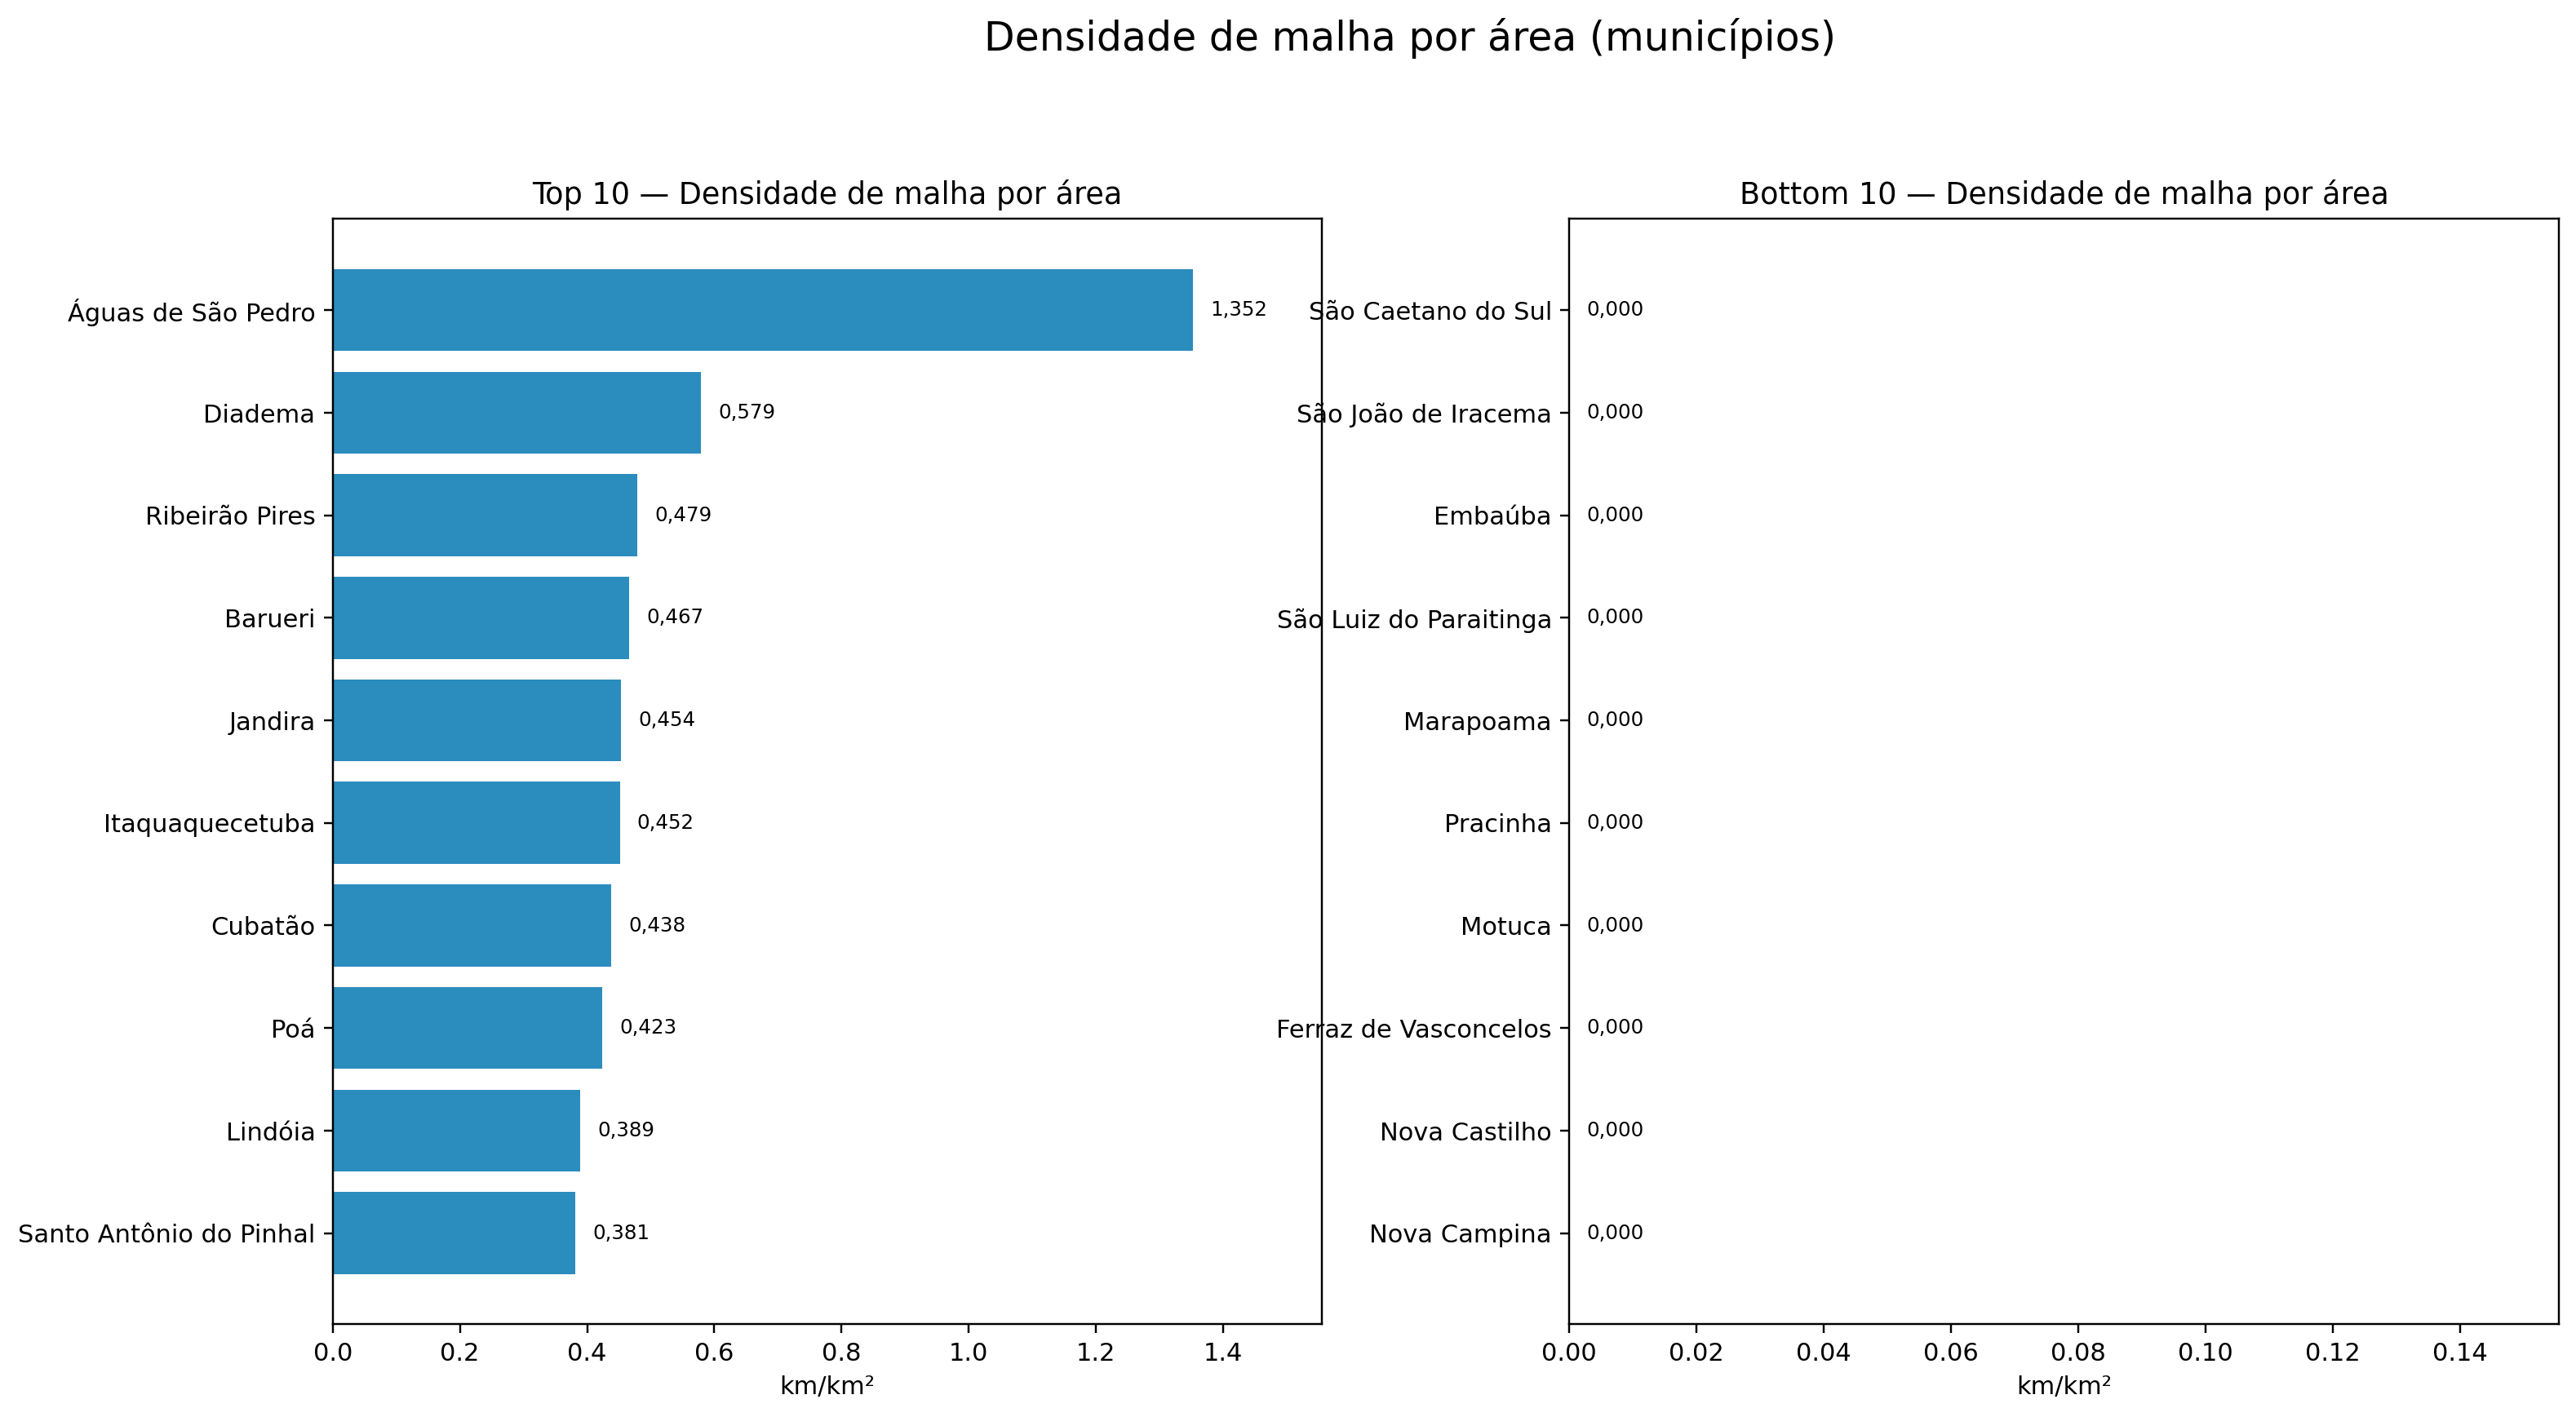 Densidade de malha por área (municípios)
Top 10 — Densidade de malha por área
Águas de São Pedro 1,352
Diadema 0,579
Ribeirão Pires 0,479
Barueri 0,467
Jandira 0,454
Itaquaquecetuba 0,452
Cubatão 0,438
Poá 0,423
Lindóia 0,389
Santo Antônio do Pinhal 0,381
0.0 0.2 0.4 0.6 0.8 1.0 1.2 1.4
km/km²
Bottom 10 — Densidade de malha por área
São Caetano do Sul 0,000
São João de Iracema 0,000
Embaúba 0,000
São Luiz do Paraitinga 0,000
Marapoama 0,000
Pracinha 0,000
Motuca 0,000
Ferraz de Vasconcelos 0,000
Nova Castilho 0,000
Nova Campina 0,000
0.00 0.02 0.04 0.06 0.08 0.10 0.12 0.14
km/km²